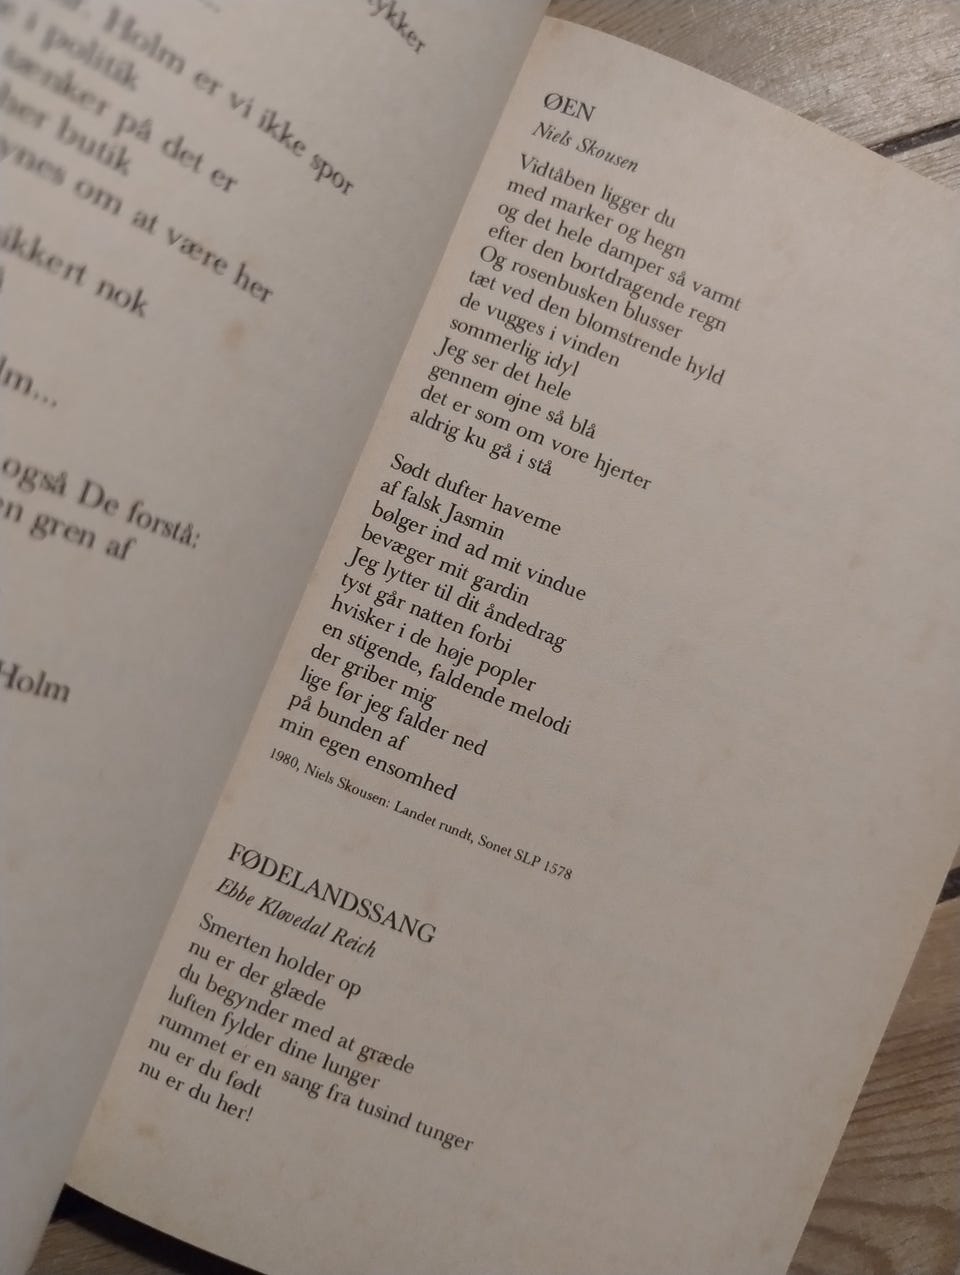 ykker
Holm er vi ikke spor
i politik
tænker på det er
her butik
ynes om at være her
ikkert nok
lm...
også De forstå:
en gren af
Holm
ØEN
Niels Skousen
Vidtåben ligger du
med marker og hegn
og det hele damper så varmt
efter den bortdragende regn
Og rosenbusken blusser
tæt ved den blomstrende hyld
de vugges i vinden
sommerlig idyl
Jeg ser det hele
gennem øjne så blå
det er som om vore hjerter
aldrig ku gå i stå
Sødt dufter haverne
af falsk Jasmin
bølger ind ad mit vindue
bevæger mit gardin
Jeg lytter til dit åndedrag
tyst går natten forbi
hvisker i de høje popler
en stigende, faldende melodi
der griber mig
lige før jeg falder ned
på bunden af
min egen ensomhed
1980, Niels Skousen: Landet rundt, Sonet SLP 1578
FØDELANDSSANG
Ebbe Kløvedal Reich
Smerten holder op
nu er der glæde
du begynder med at græde
luften fylder dine lunger
rummet er en sang fra tusind tunger
nu er du født
nu er du her!